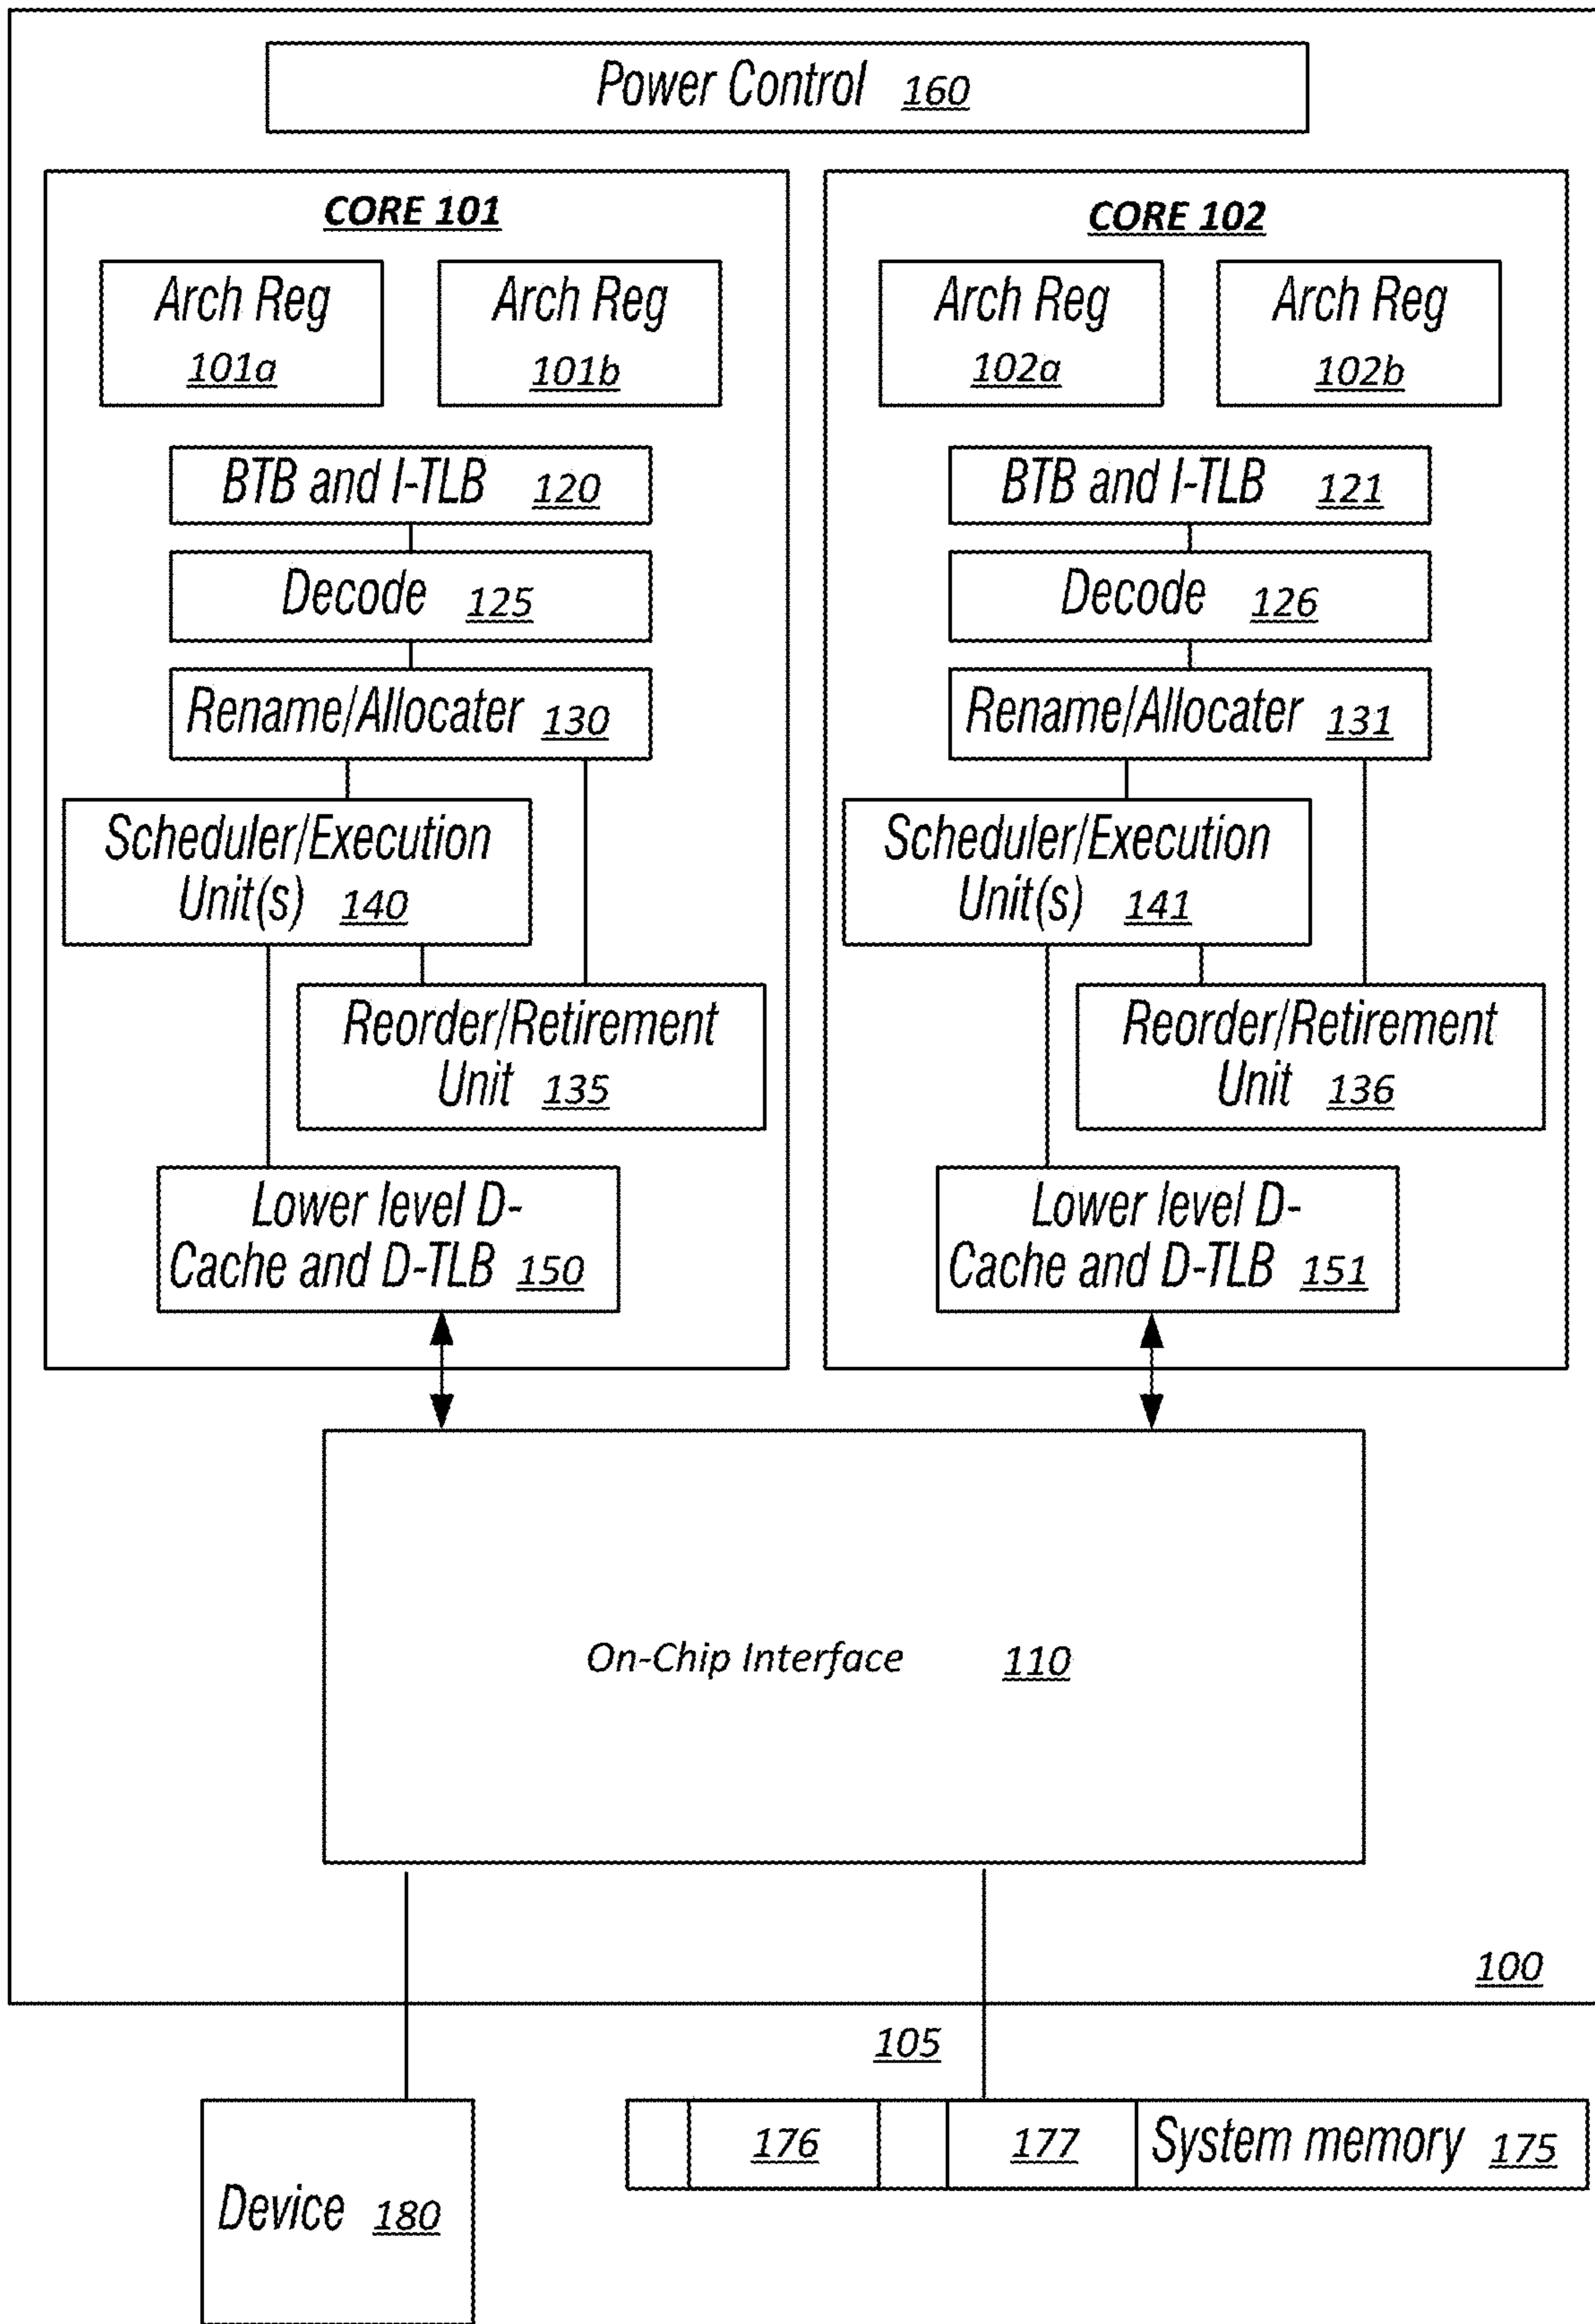 Power Control 160
CORE 101
Arch Reg
101a
Arch Reg
101b
BTB and I-TLB 120
Decode 125
Rename/Allocater 130
Scheduler/Execution
Unit(s) 140
Reorder/Retirement
Unit 135
Lower level D-
Cache and D-TLB 150
CORE 102
Arch Reg
102a
Arch Reg
102b
BTB and I-TLB 121
Decode 126
Rename/Allocater 131
Scheduler/Execution
Unit(s) 141
Reorder/Retirement
Unit 136
Lower level D-
Cache and D-TLB 151
On-Chip Interface 110
100
105
176
177
System memory 175
Device 180